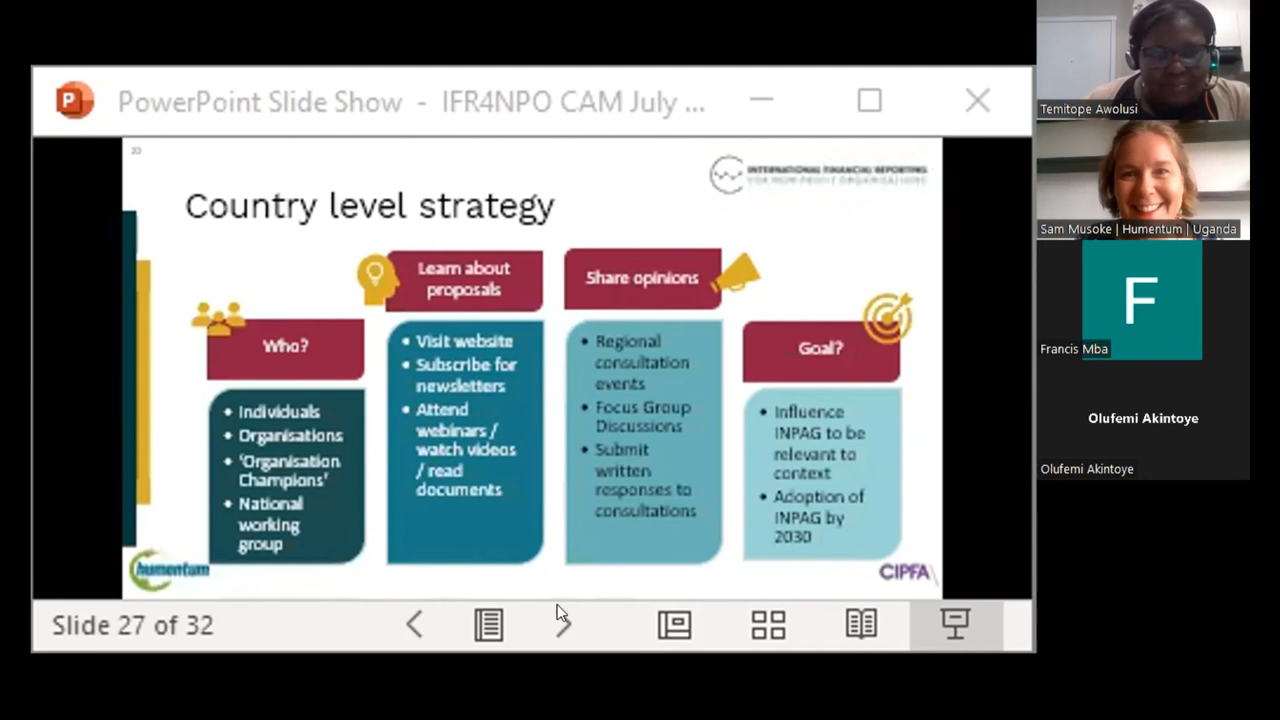 PowerPoint Slide Show - IFR4NPO CAM July ...
INTERNATIONAL FINANCIAL REPORTING
FOR NON-PROFIT ORGANISATIONS
Country level strategy
Who?
• Individuals
• Organisations
• 'Organisation
Champions'
• National
working
group
Learn about
proposals
• Visit website
• Subscribe for
newsletters
• Attend
webinars /
watch videos
/ read
documents
Share opinions
• Regional
consultation
events
• Focus Group
Discussions
• Submit
written
responses to
consultations
Goal?
• Influence
INPAG to be
relevant to
context
• Adoption of
INPAG by
2030
humentum
CIPFA
Slide 27 of 32
Temitope Awolusi
Sam Musoke | Humentum | Uganda
F
Francis Mba
Olufemi Akintoye
Olufemi Akintoye